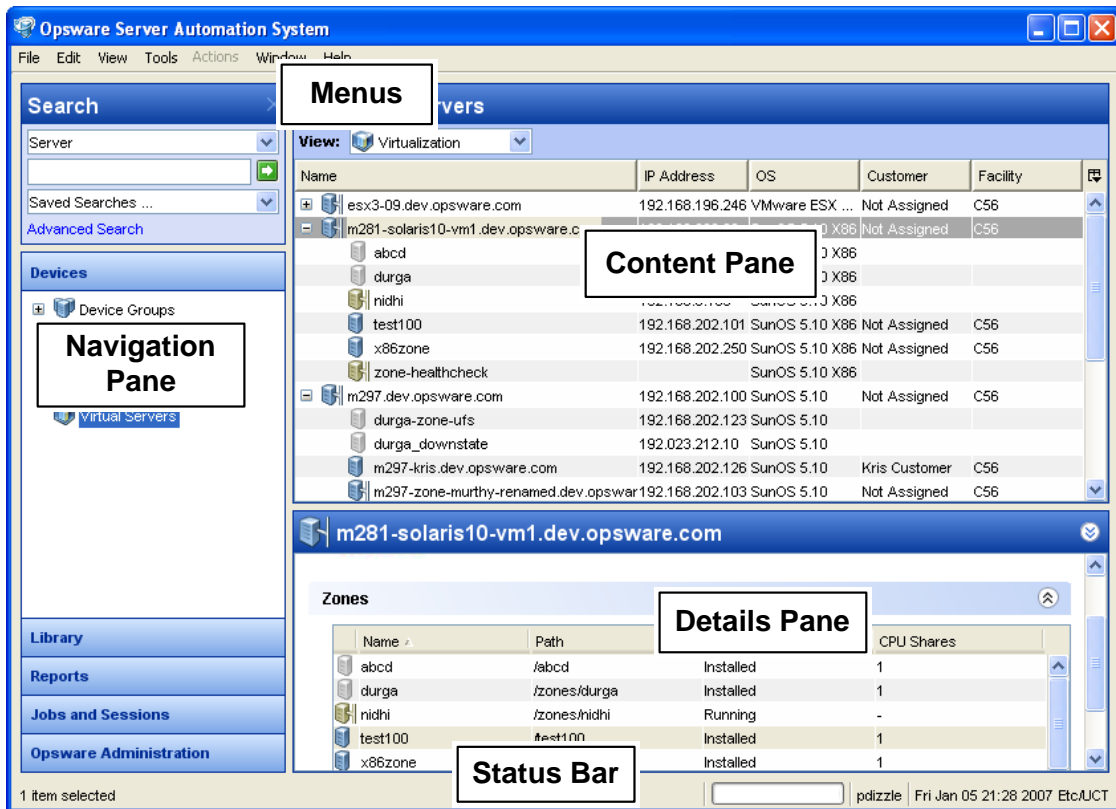 Opsware Server Automation System
File Edit View Tools Actions Window Help
Menus
Search
Servers
Server
View: Virtualization
Saved Searches ...
Advanced Search
Name IP Address OS Customer Facility
esx3-09.dev.opsware.com 192.168.196.246 VMware ESX ... Not Assigned C56
m281-solaris10-vm1.dev.opsware.c X86 Not Assigned C56
abcd X86
durga X86
nidhi SunOS 5.10 X86
test100 192.168.202.101 SunOS 5.10 X86 Not Assigned C56
x86zone 192.168.202.250 SunOS 5.10 X86 Not Assigned C56
zone-healthcheck SunOS 5.10 X86
m297.dev.opsware.com 192.168.202.100 SunOS 5.10 Not Assigned C56
durga-zone-ufs 192.168.202.123 SunOS 5.10
durga_downstate 192.023.212.10 SunOS 5.10
m297-kris.dev.opsware.com 192.168.202.126 SunOS 5.10 Kris Customer C56
m297-zone-murthy-renamed.dev.opswar 192.168.202.103 SunOS 5.10 Not Assigned C56
Content Pane
Devices
Device Groups
Navigation
Pane
Virtual Servers
Library
Reports
Jobs and Sessions
Opsware Administration
m281-solaris10-vm1.dev.opsware.com
Zones
Details Pane
Name Path CPU Shares
abcd /abcd Installed 1
durga /zones/durga Installed 1
nidhi /zones/nidhi Running -
test100 /test100 Installed 1
x86zone Installed 1
Status Bar
1 item selected
pdizzle Fri Jan 05 21:28 2007 Etc/UCT